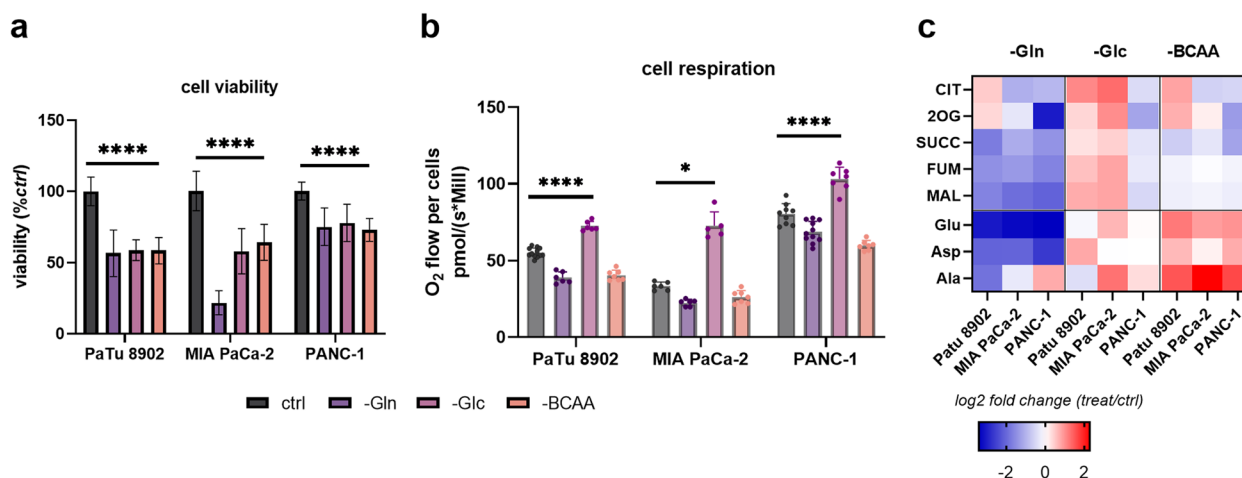 a
cell viability
viability (%ctrl)
150
100
50
0
****
****
****
PaTu 8902
MIA PaCa-2
PANC-1
b
cell respiration
O₂ flow per cells
pmol/(s*Mill)
150
100
50
0
****
*
****
PaTu 8902
MIA PaCa-2
PANC-1
ctrl
-Gln
-Glc
-BCAA
c
-Gln
-Glc
-BCAA
CIT
2OG
SUCC
FUM
MAL
Glu
Asp
Ala
Patu 8902
MIA PaCa-2
PANC-1
Patu 8902
MIA PaCa-2
PANC-1
Patu 8902
MIA PaCa-2
PANC-1
log2 fold change (treat/ctrl)
-2
0
2